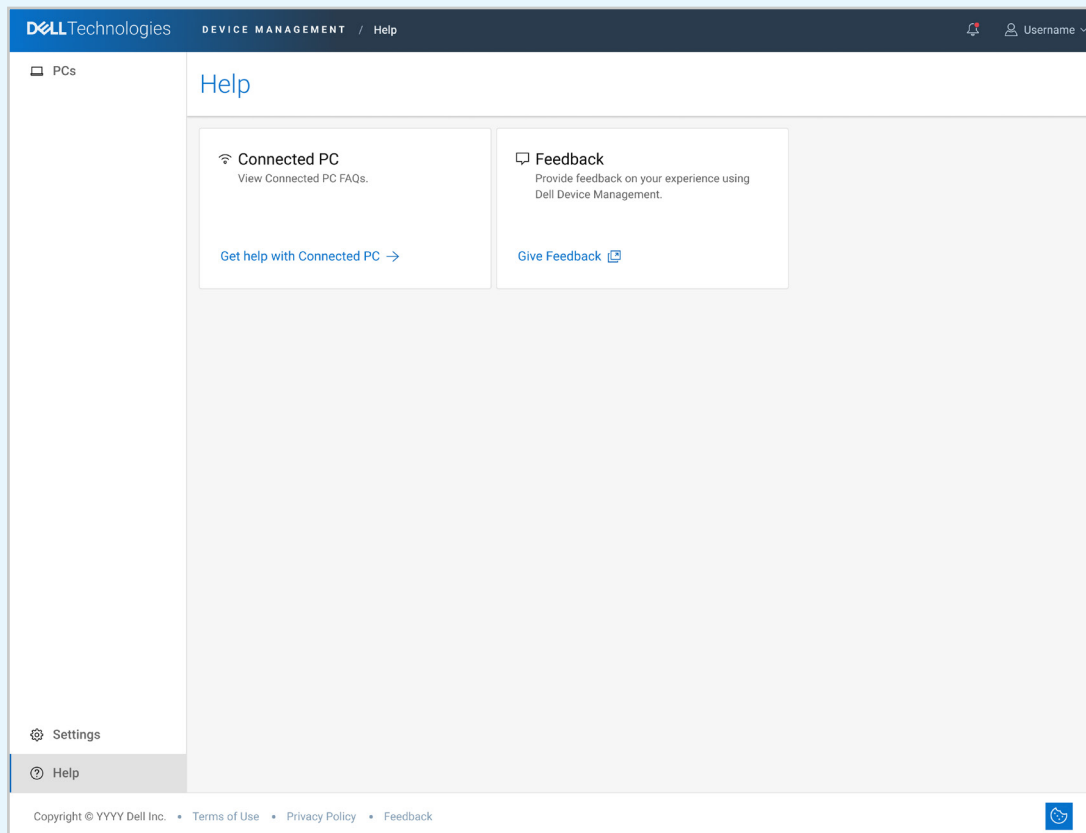 DELLTechnologies DEVICE MANAGEMENT / Help Username
PCs
Help
Connected PC
View Connected PC FAQs.
Get help with Connected PC
Feedback
Provide feedback on your experience using
Dell Device Management.
Give Feedback
Settings
Help
Copyright © YYYY Dell Inc. • Terms of Use • Privacy Policy • Feedback